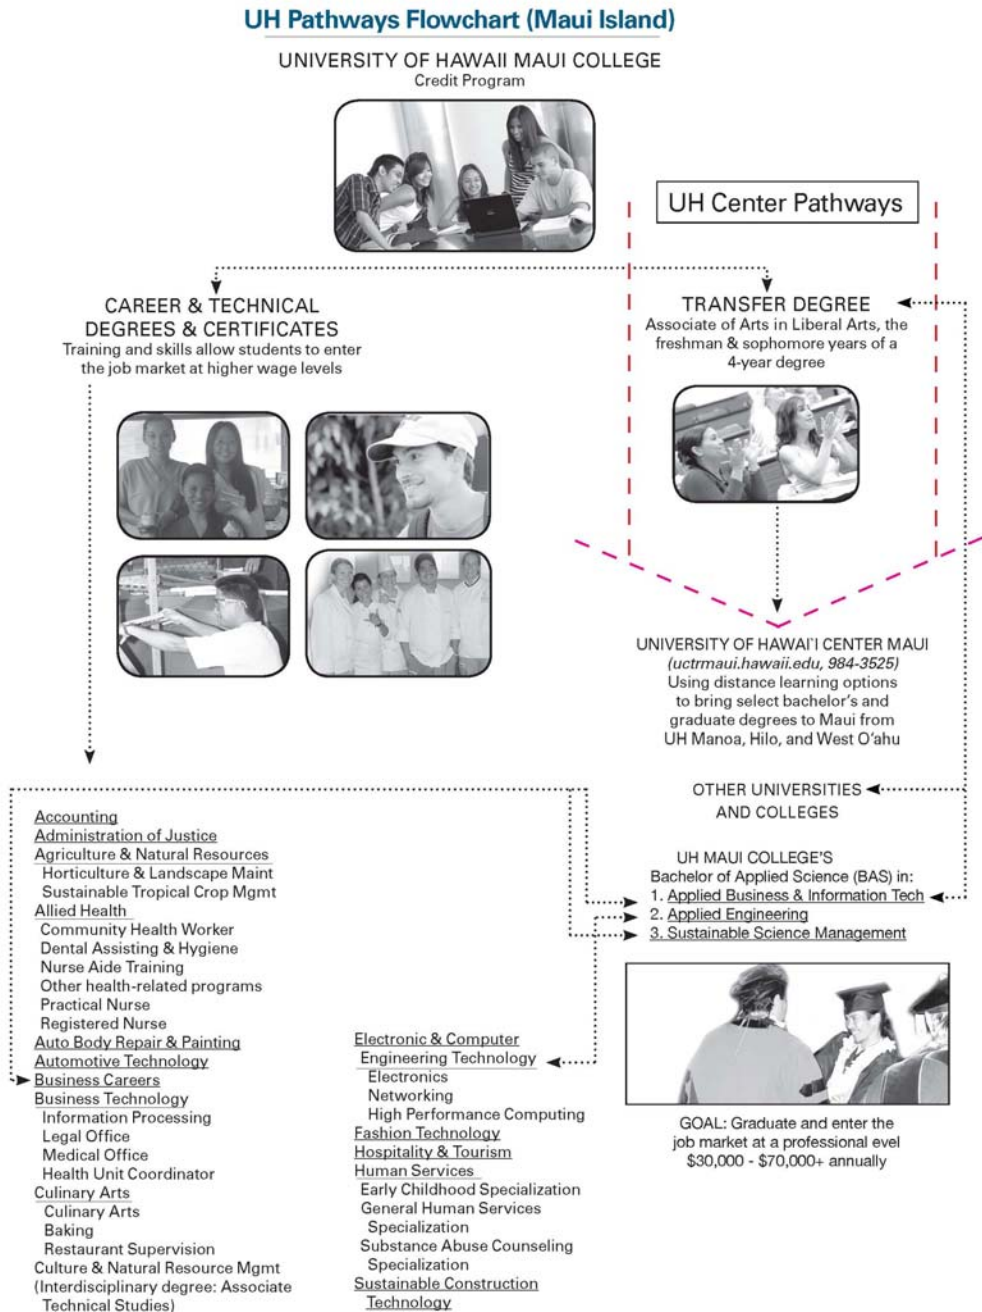 UH Pathways Flowchart (Maui Island)
UNIVERSITY OF HAWAII MAUI COLLEGE
Credit Program
UH Center Pathways
CAREER & TECHNICAL
DEGREES & CERTIFICATES
Training and skills allow students to enter
the job market at higher wage levels
TRANSFER DEGREE
Associate of Arts in Liberal Arts, the
freshman & sophomore years of a
4-year degree
UNIVERSITY OF HAWAI`I CENTER MAUI
(uctrmaui.hawaii.edu, 984-3525)
Using distance learning options
to bring select bachelor's and
graduate degrees to Maui from
UH Manoa, Hilo, and West O'ahu
OTHER UNIVERSITIES
AND COLLEGES
UH MAUI COLLEGE'S
Bachelor of Applied Science (BAS) in:
1. Applied Business & Information Tech
2. Applied Engineering
3. Sustainable Science Management
GOAL: Graduate and enter the
job market at a professional evel
$30,000 - $70,000+ annually
Accounting
Administration of Justice
Agriculture & Natural Resources
Horticulture & Landscape Maint
Sustainable Tropical Crop Mgmt
Allied Health
Community Health Worker
Dental Assisting & Hygiene
Nurse Aide Training
Other health-related programs
Practical Nurse
Registered Nurse
Auto Body Repair & Painting
Automotive Technology
Business Careers
Business Technology
Information Processing
Legal Office
Medical Office
Health Unit Coordinator
Culinary Arts
Culinary Arts
Baking
Restaurant Supervision
Culture & Natural Resource Mgmt
(Interdisciplinary degree: Associate
Technical Studies)
Electronic & Computer
Engineering Technology
Electronics
Networking
High Performance Computing
Fashion Technology
Hospitality & Tourism
Human Services
Early Childhood Specialization
General Human Services
Specialization
Substance Abuse Counseling
Specialization
Sustainable Construction
Technology